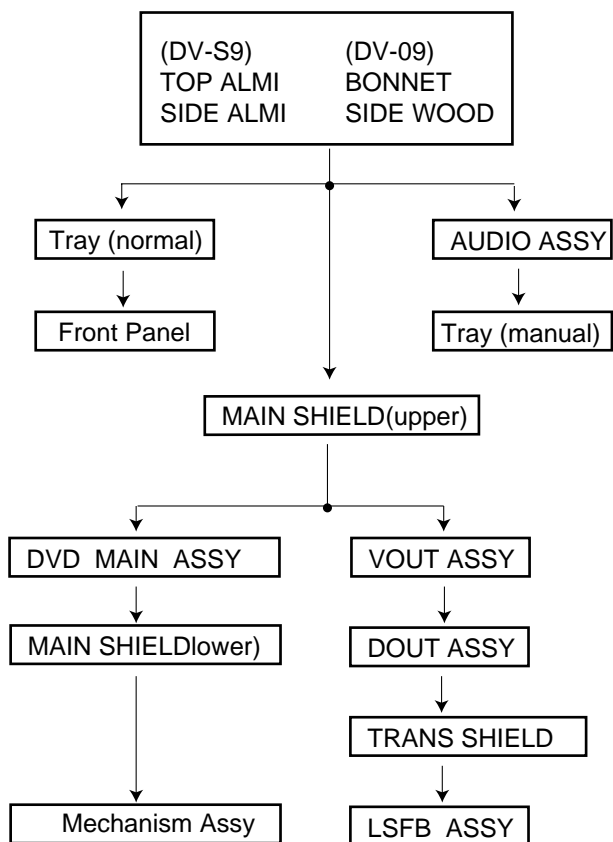 (DV-S9) (DV-09)
TOP ALMI BONNET
SIDE ALMI SIDE WOOD
Tray (normal) AUDIO ASSY
Front Panel Tray (manual)
MAIN SHIELD(upper)
DVD MAIN ASSY VOUT ASSY
MAIN SHIELDlower) DOUT ASSY
TRANS SHIELD
Mechanism Assy LSFB ASSY